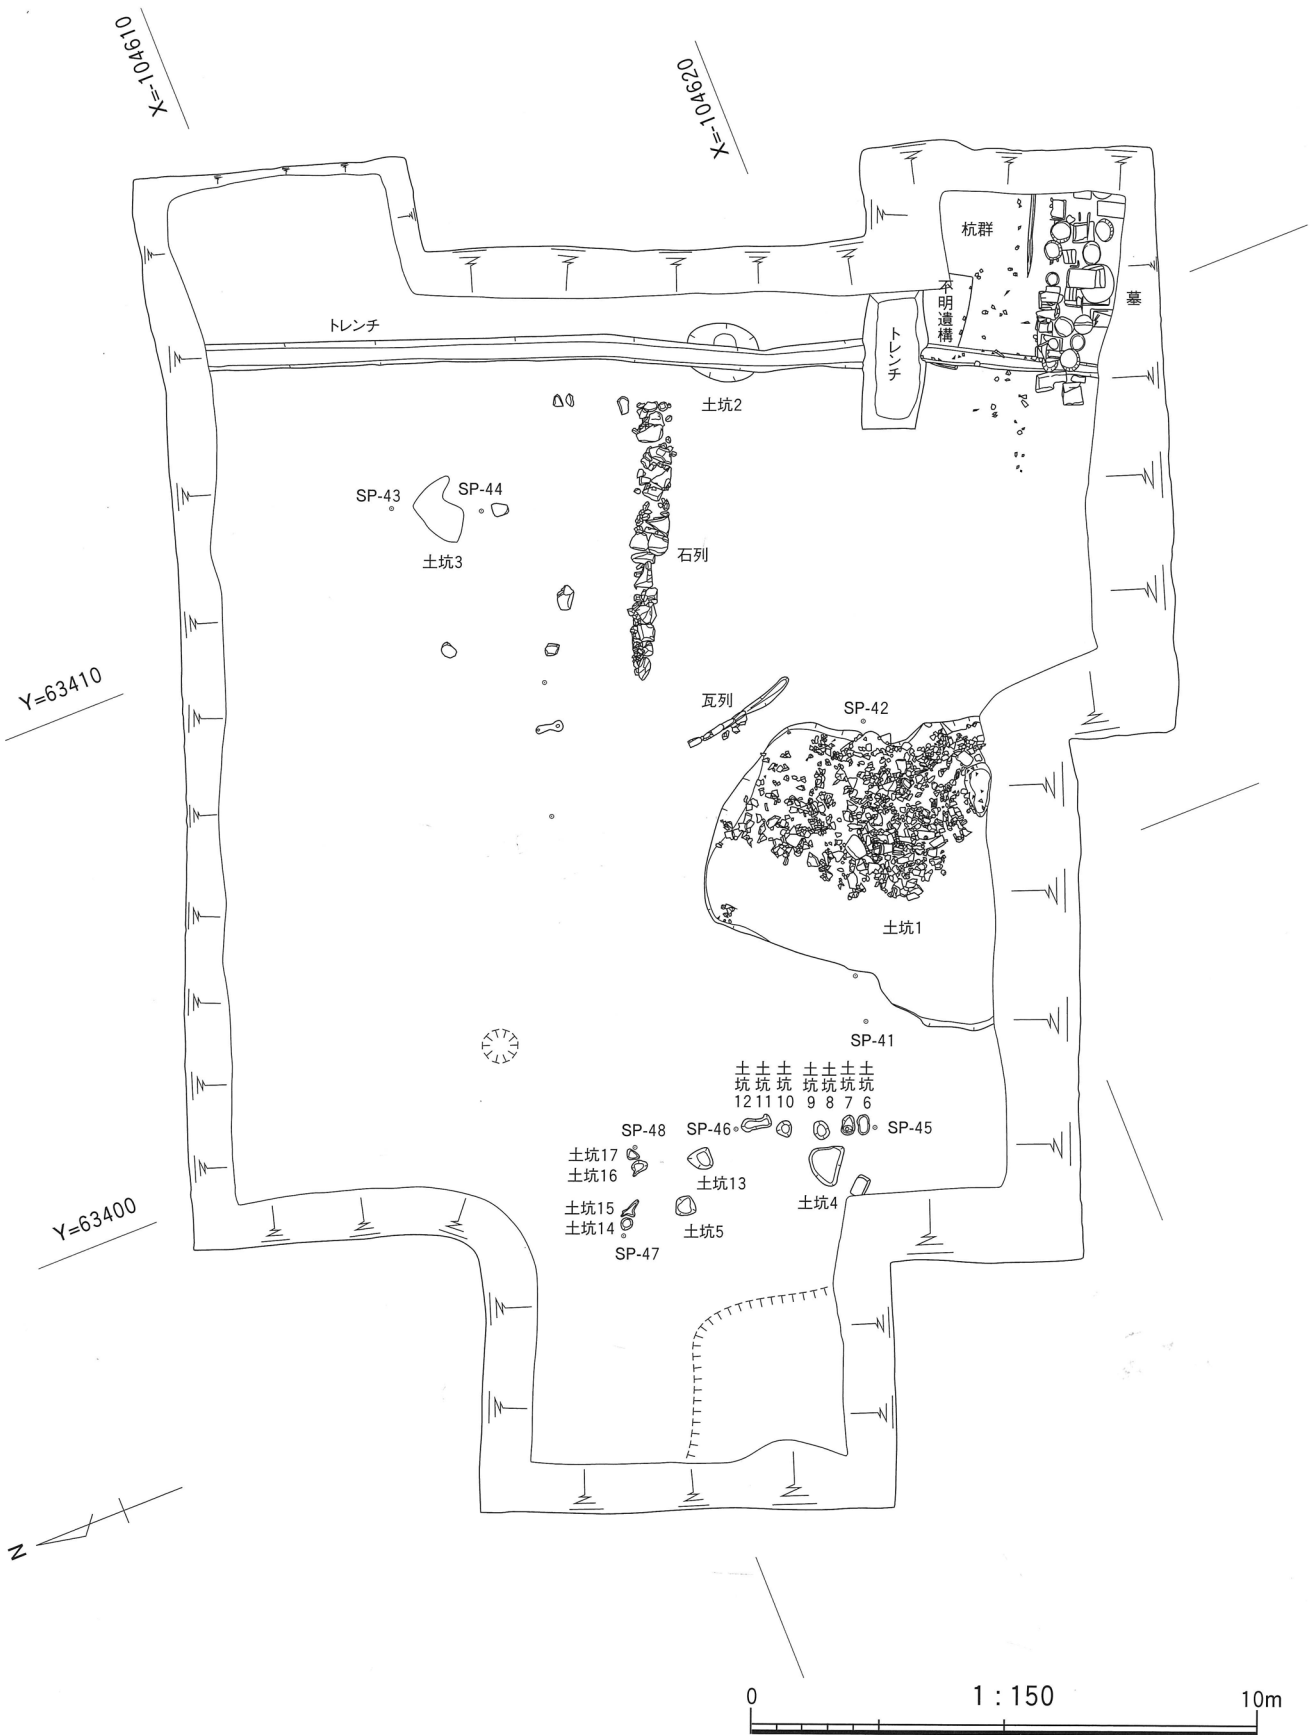 X=-104610
X=-104620
杭群
不明遺構
墓
トレンチ
トレンチ
土坑2
SP-43
SP-44
土坑3
石列
Y=63410
瓦列
SP-42
土坑1
SP-41
土坑12
土坑11
土坑10
土坑9
土坑8
土坑7
土坑6
SP-48
SP-46
SP-45
土坑17
土坑16
土坑13
土坑4
土坑15
土坑14
土坑5
SP-47
Y=63400
N
0
1:150
10m